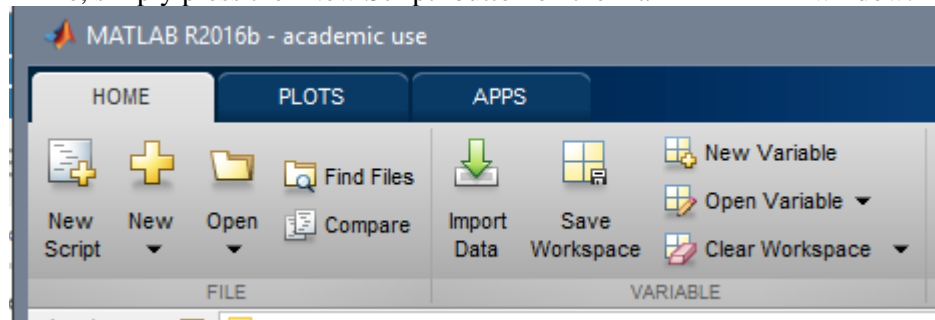 MATLAB R2016b - academic use
HOME PLOTS APPS
New Script
New
Open
Find Files
Compare
Import Data
Save Workspace
New Variable
Open Variable
Clear Workspace
FILE VARIABLE